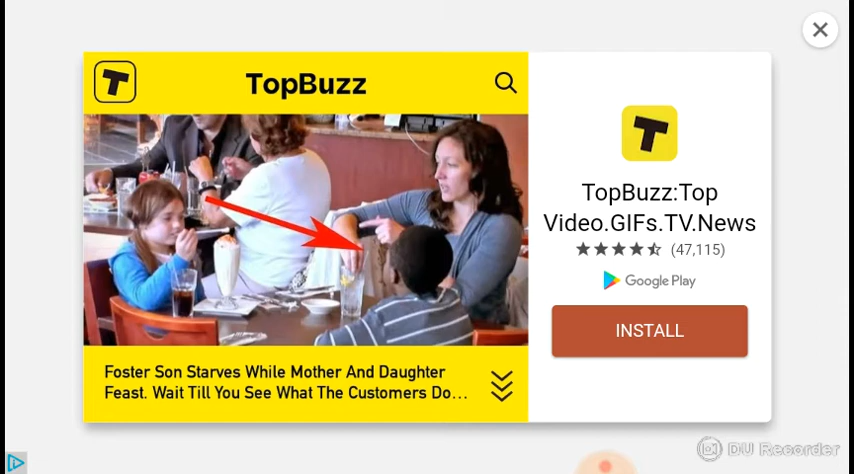 T
TopBuzz
T
TopBuzz:Top
Video.GIFs.TV.News
(47,115)
Google Play
INSTALL
Foster Son Starves While Mother And Daughter
Feast. Wait Till You See What The Customers Do...
DU Recorder